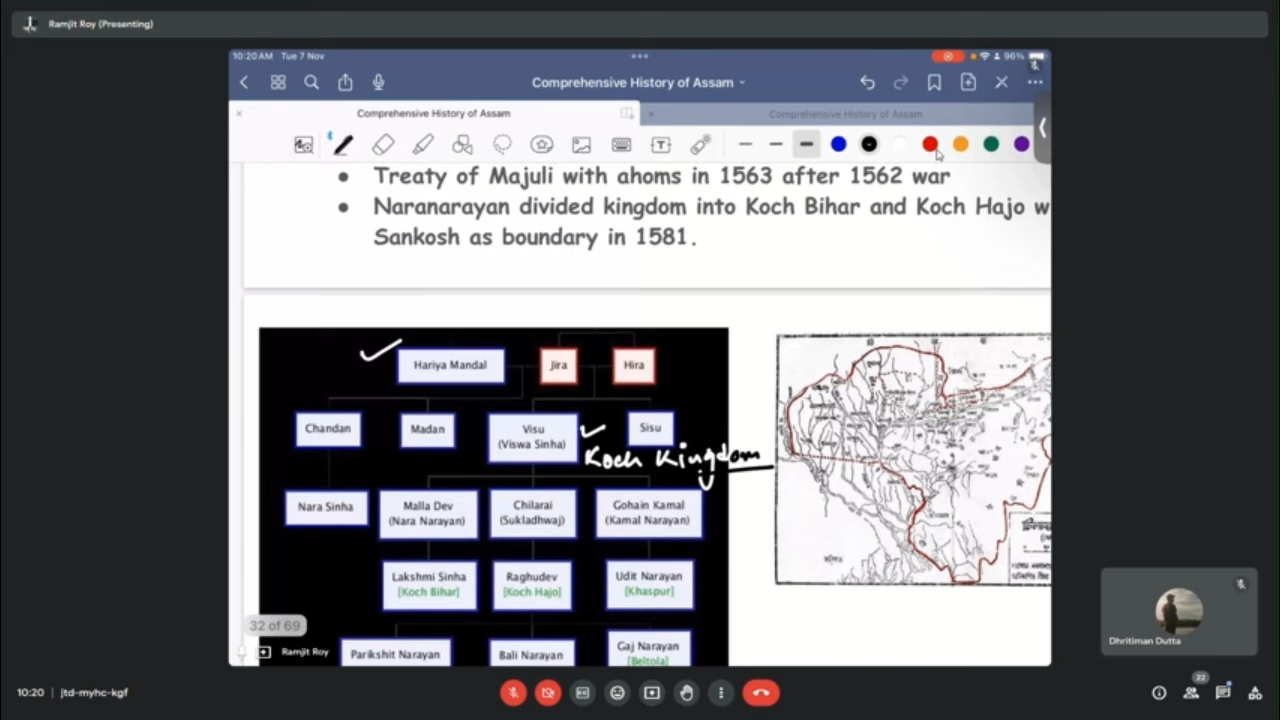 Ramjit Roy (Presenting)
10:20 AM Tue 7 Nov
96%
Comprehensive History of Assam
Comprehensive History of Assam
Comprehensive History of Assam
Treaty of Majuli with ahoms in 1563 after 1562 war
Naranarayan divided kingdom into Koch Bihar and Koch Hajo w
Sankosh as boundary in 1581.
Hariya Mandal
Jira
Hira
Chandan
Madan
Visu
(Viswa Sinha)
Sisu
Koch Kingdom
Nara Sinha
Malla Dev
(Nara Narayan)
Chilarai
(Sukladhwaj)
Gohain Kamal
(Kamal Narayan)
Lakshmi Sinha
[Koch Bihar]
Raghudev
[Koch Hajo]
Udit Narayan
[Khaspur]
32 of 69
Parikshit Narayan
Bali Narayan
Gaj Narayan
[Beltola]
Ramjit Roy
Dhritiman Dutta
10:20 jtd-myhc-kgf
22